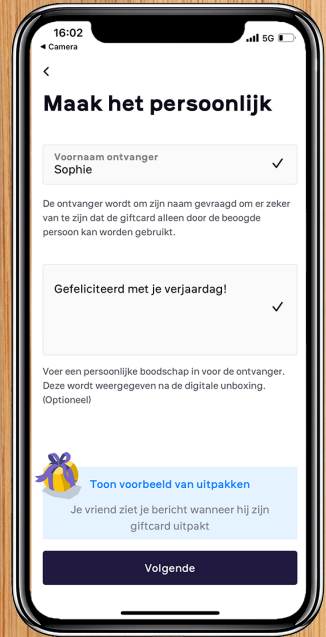 16:02
5G
◀ Camera
Maak het persoonlijk
Voornaam ontvanger
Sophie
De ontvanger wordt om zijn naam gevraagd om er zeker
van te zijn dat de giftcard alleen door de beoogde
persoon kan worden gebruikt.
Gefeliciteerd met je verjaardag!
Voer een persoonlijke boodschap in voor de ontvanger.
Deze wordt weergegeven na de digitale unboxing.
(Optioneel)
Toon voorbeeld van uitpakken
Je vriend ziet je bericht wanneer hij zijn
giftcard uitpakt
Volgende